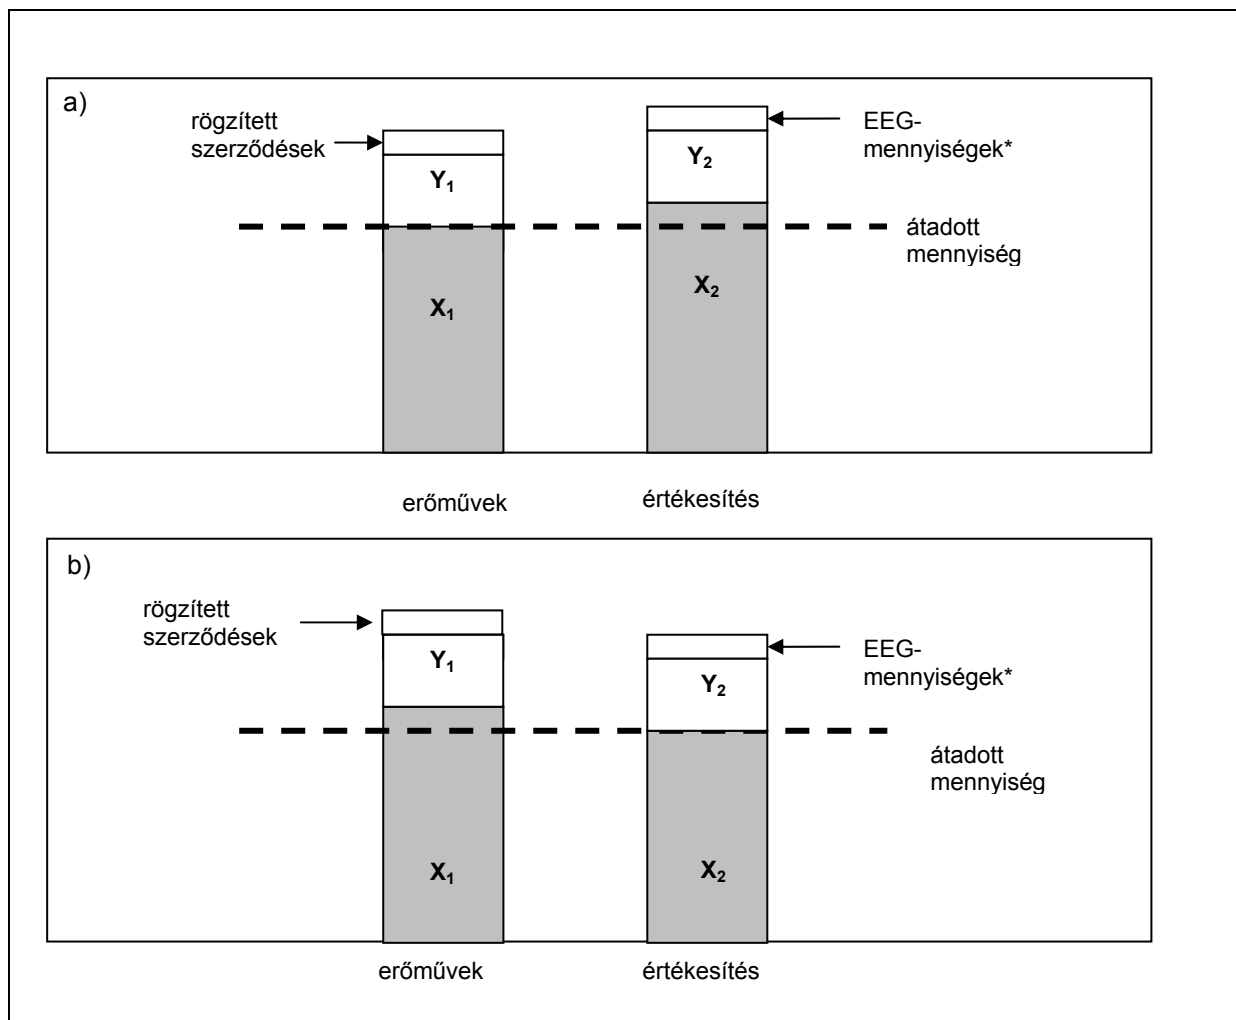 a)
rögzített
szerződések
EEG-
mennyiségek*
Y₁
Y₂
átadott
mennyiség
X₁
X₂
erőművek
értékesítés
b)
rögzített
szerződések
EEG-
mennyiségek*
Y₁
Y₂
átadott
mennyiség
X₁
X₂
erőművek
értékesítés